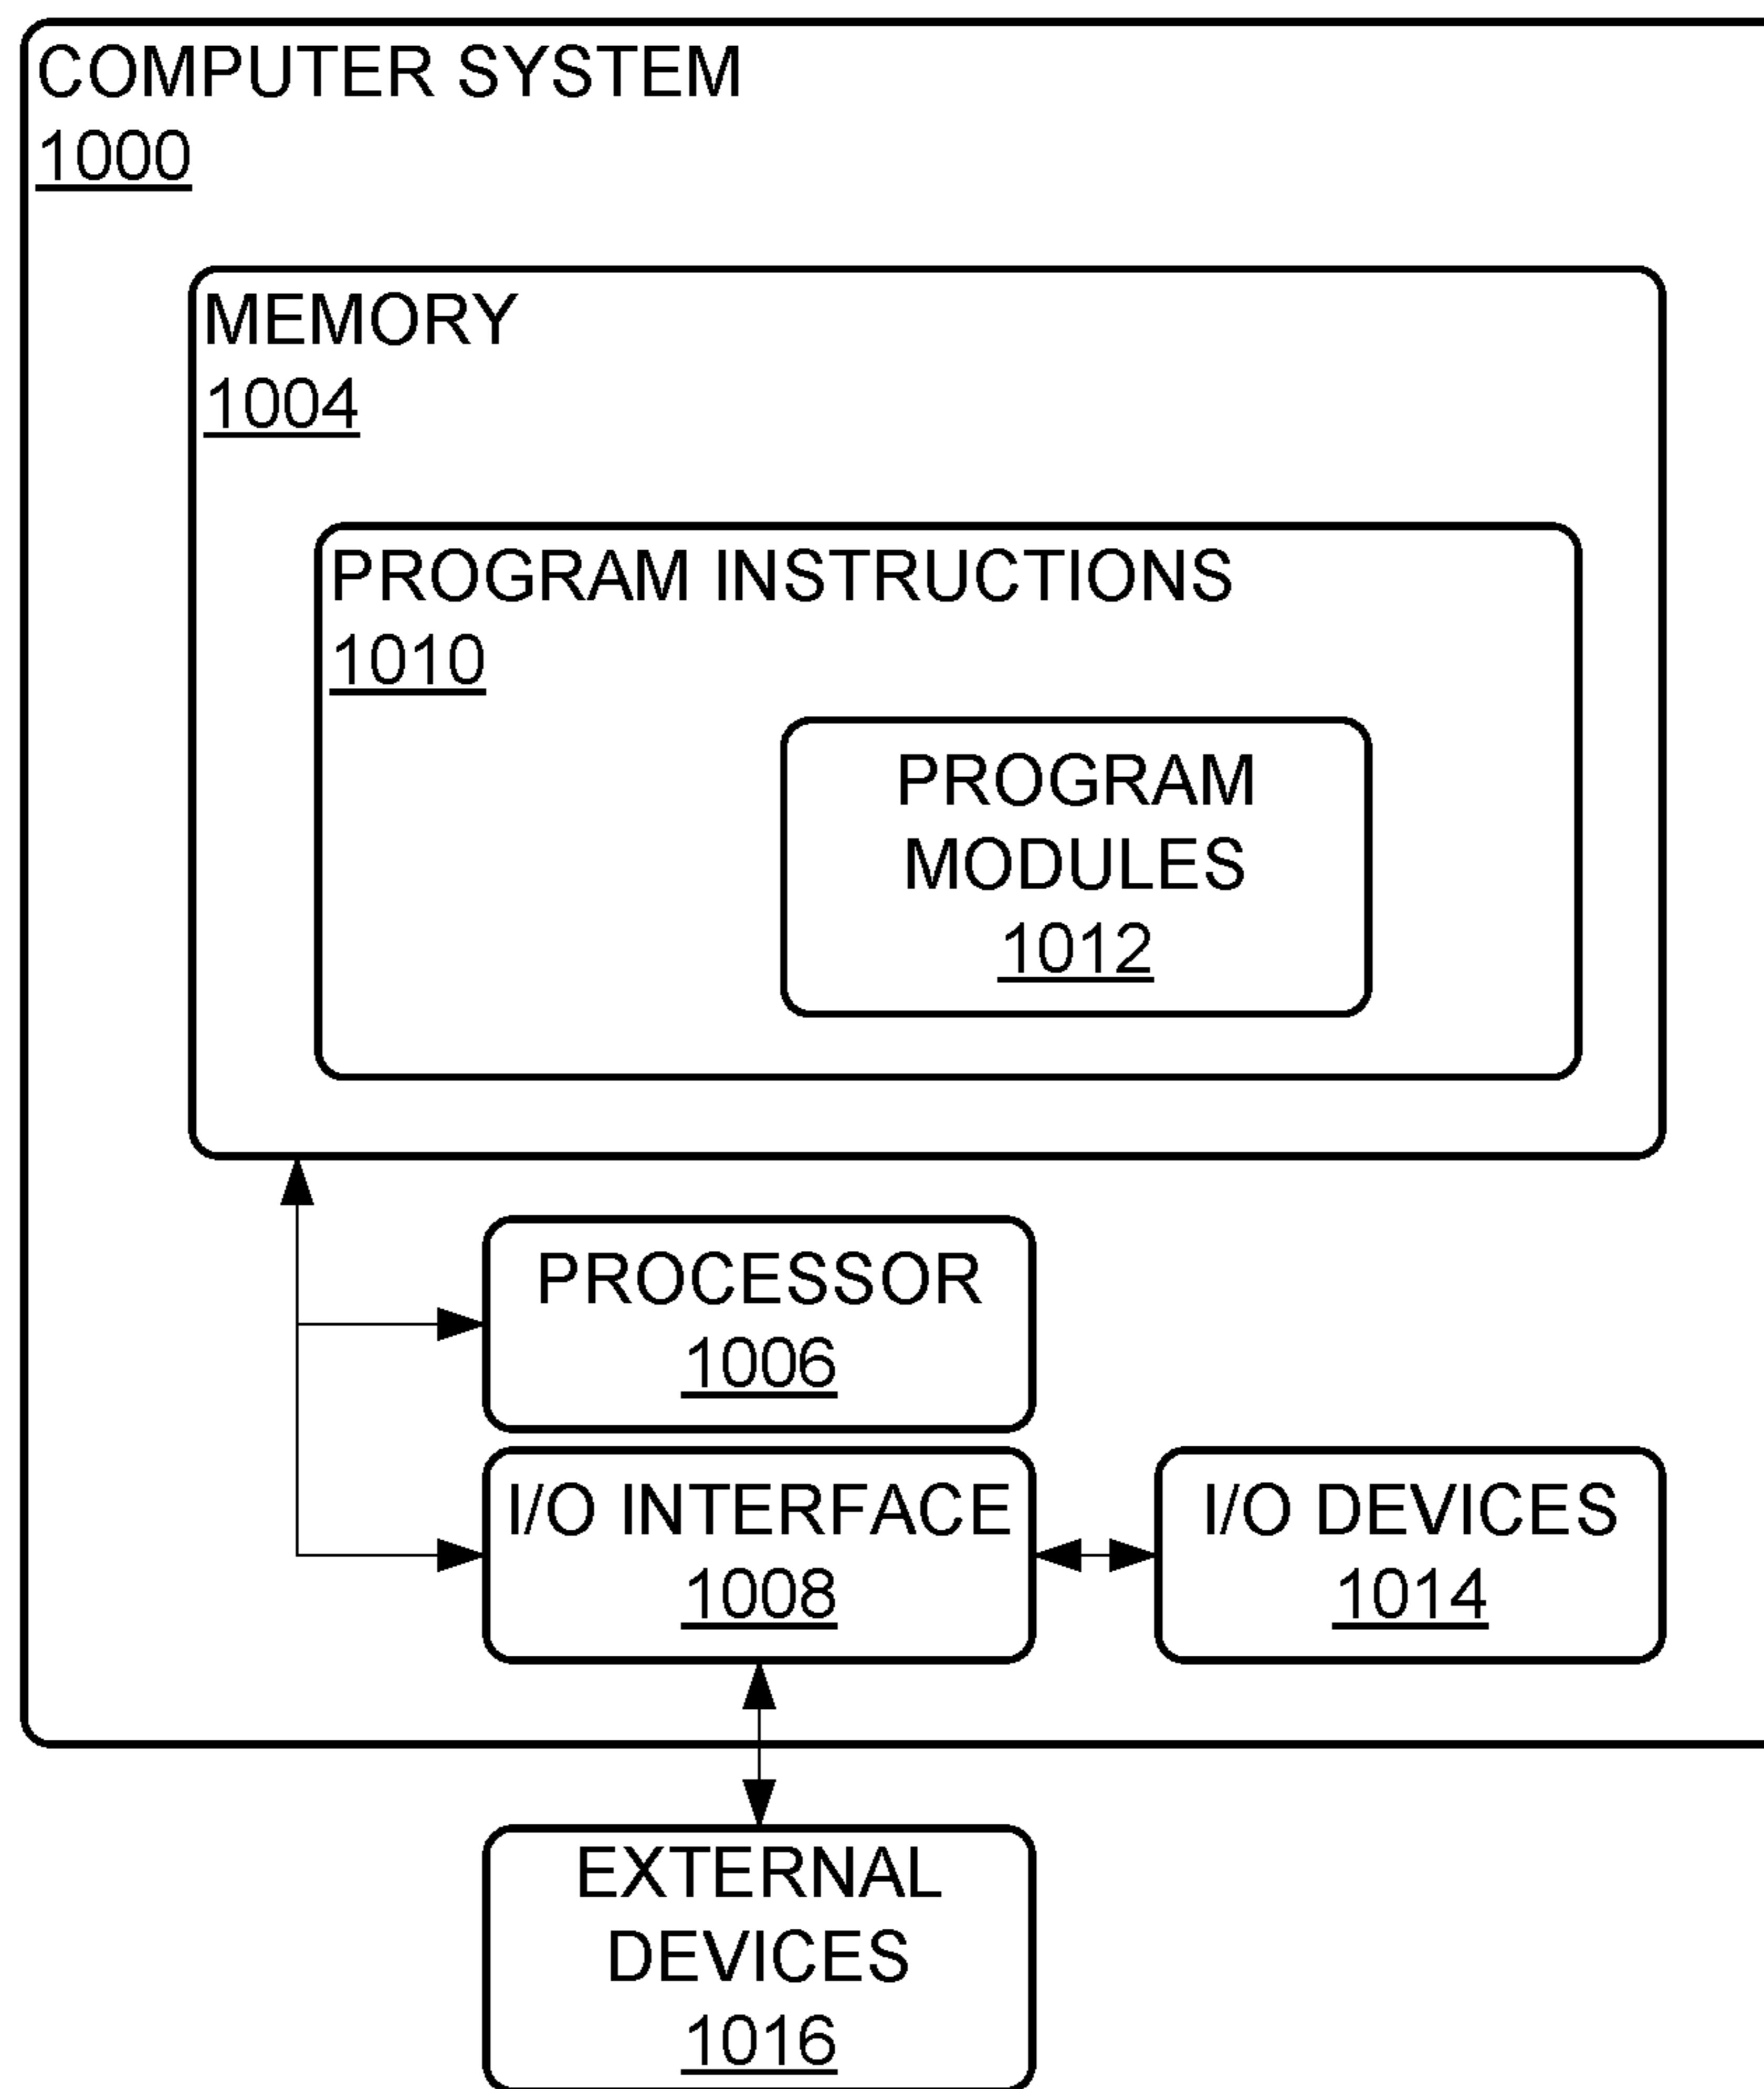 COMPUTER SYSTEM
1000
MEMORY
1004
PROGRAM INSTRUCTIONS
1010
PROGRAM
MODULES
1012
PROCESSOR
1006
I/O INTERFACE
1008
I/O DEVICES
1014
EXTERNAL
DEVICES
1016